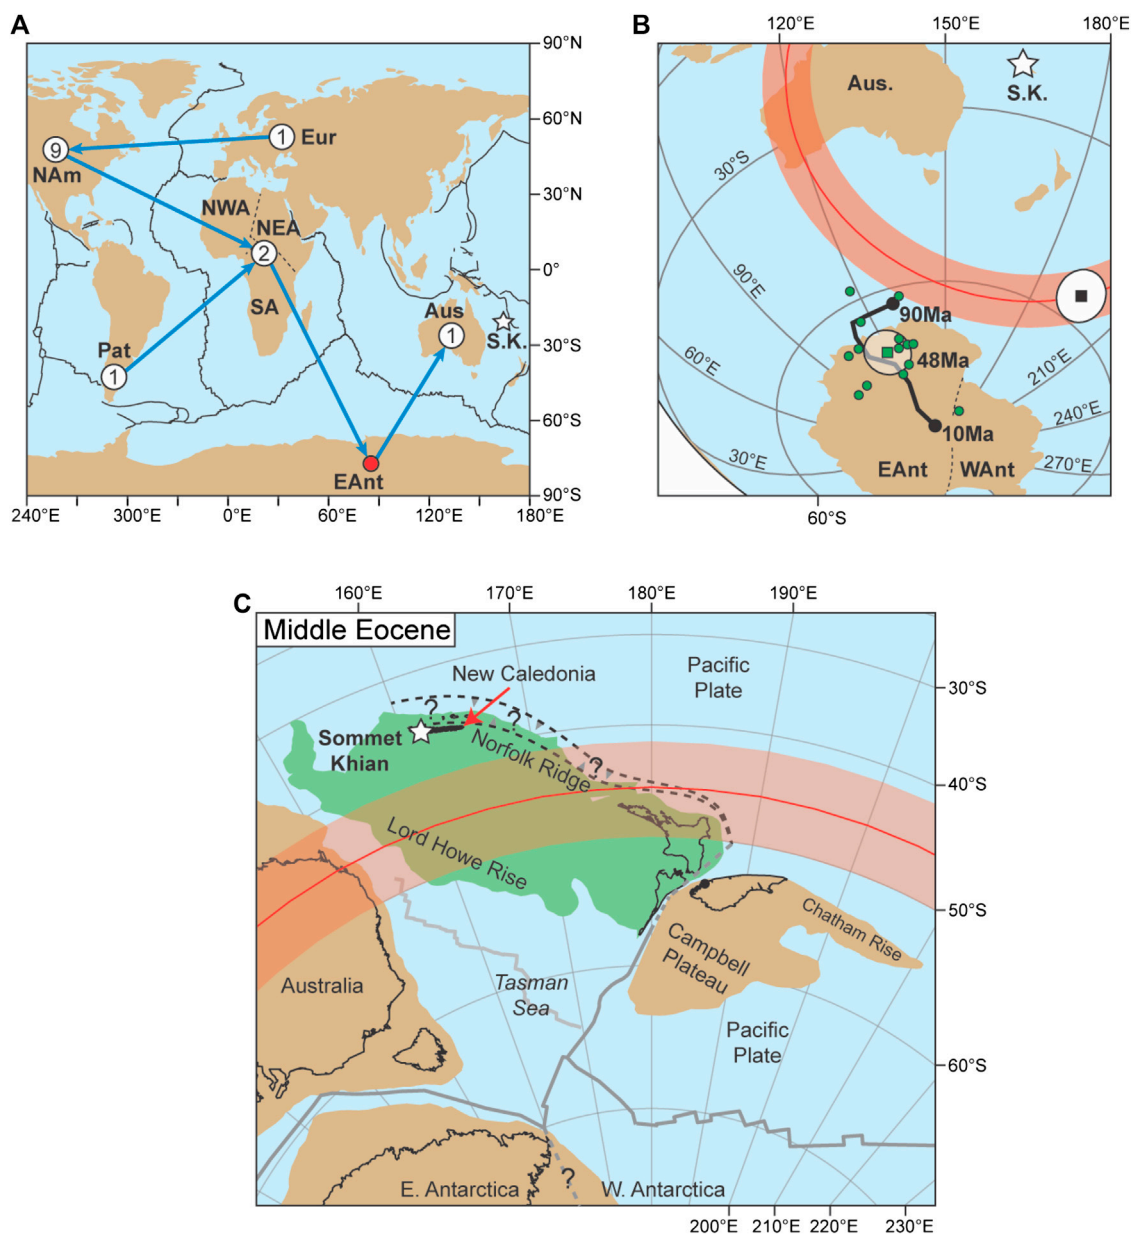 A
90°N
60°N
30°N
0°
30°S
60°S
90°S
9
NAm
1
Eur
NWA
NEA
2
SA
Pat
1
Aus
1
S.K.
EAnt
240°E
300°E
0°E
60°E
120°E
180°E
B
120°E
150°E
180°E
Aus.
S.K.
30°S
90°E
60°E
30°E
90Ma
48Ma
10Ma
EAnt
WAnt
210°E
240°E
270°E
60°S
C
160°E
170°E
180°E
190°E
Middle Eocene
New Caledonia
Pacific
Plate
30°S
?
?
?
Sommet
Khian
Norfolk Ridge
40°S
Lord Howe Rise
50°S
Chatham Rise
Campbell
Plateau
Australia
Tasman
Sea
Pacific
Plate
60°S
?
E. Antarctica
W. Antarctica
200°E
210°E
220°E
230°E